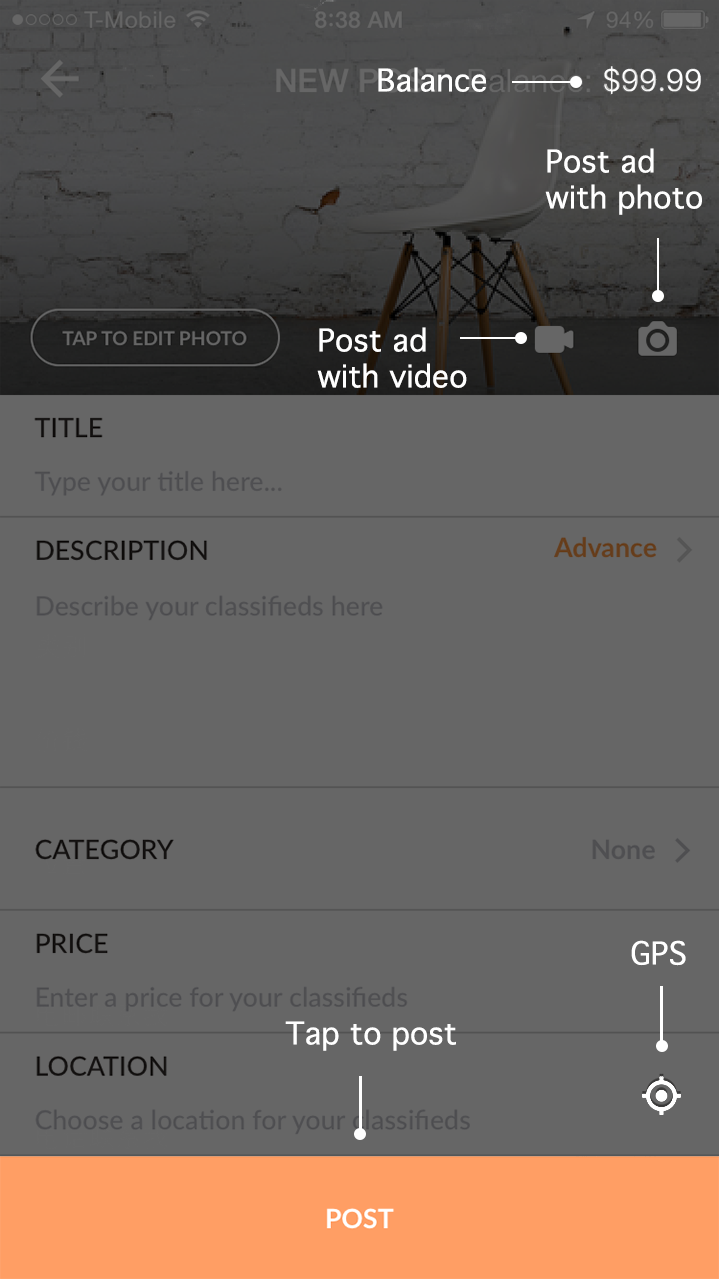 T-Mobile 8:38 AM 94%
NEW POST Balance:
Balance $99.99
Post ad
with photo
TAP TO EDIT PHOTO
Post ad
with video
TITLE
Type your title here...
DESCRIPTION Advance
Describe your classifieds here
CATEGORY None
PRICE
GPS
Enter a price for your classifieds
Tap to post
LOCATION
Choose a location for your classifieds
POST